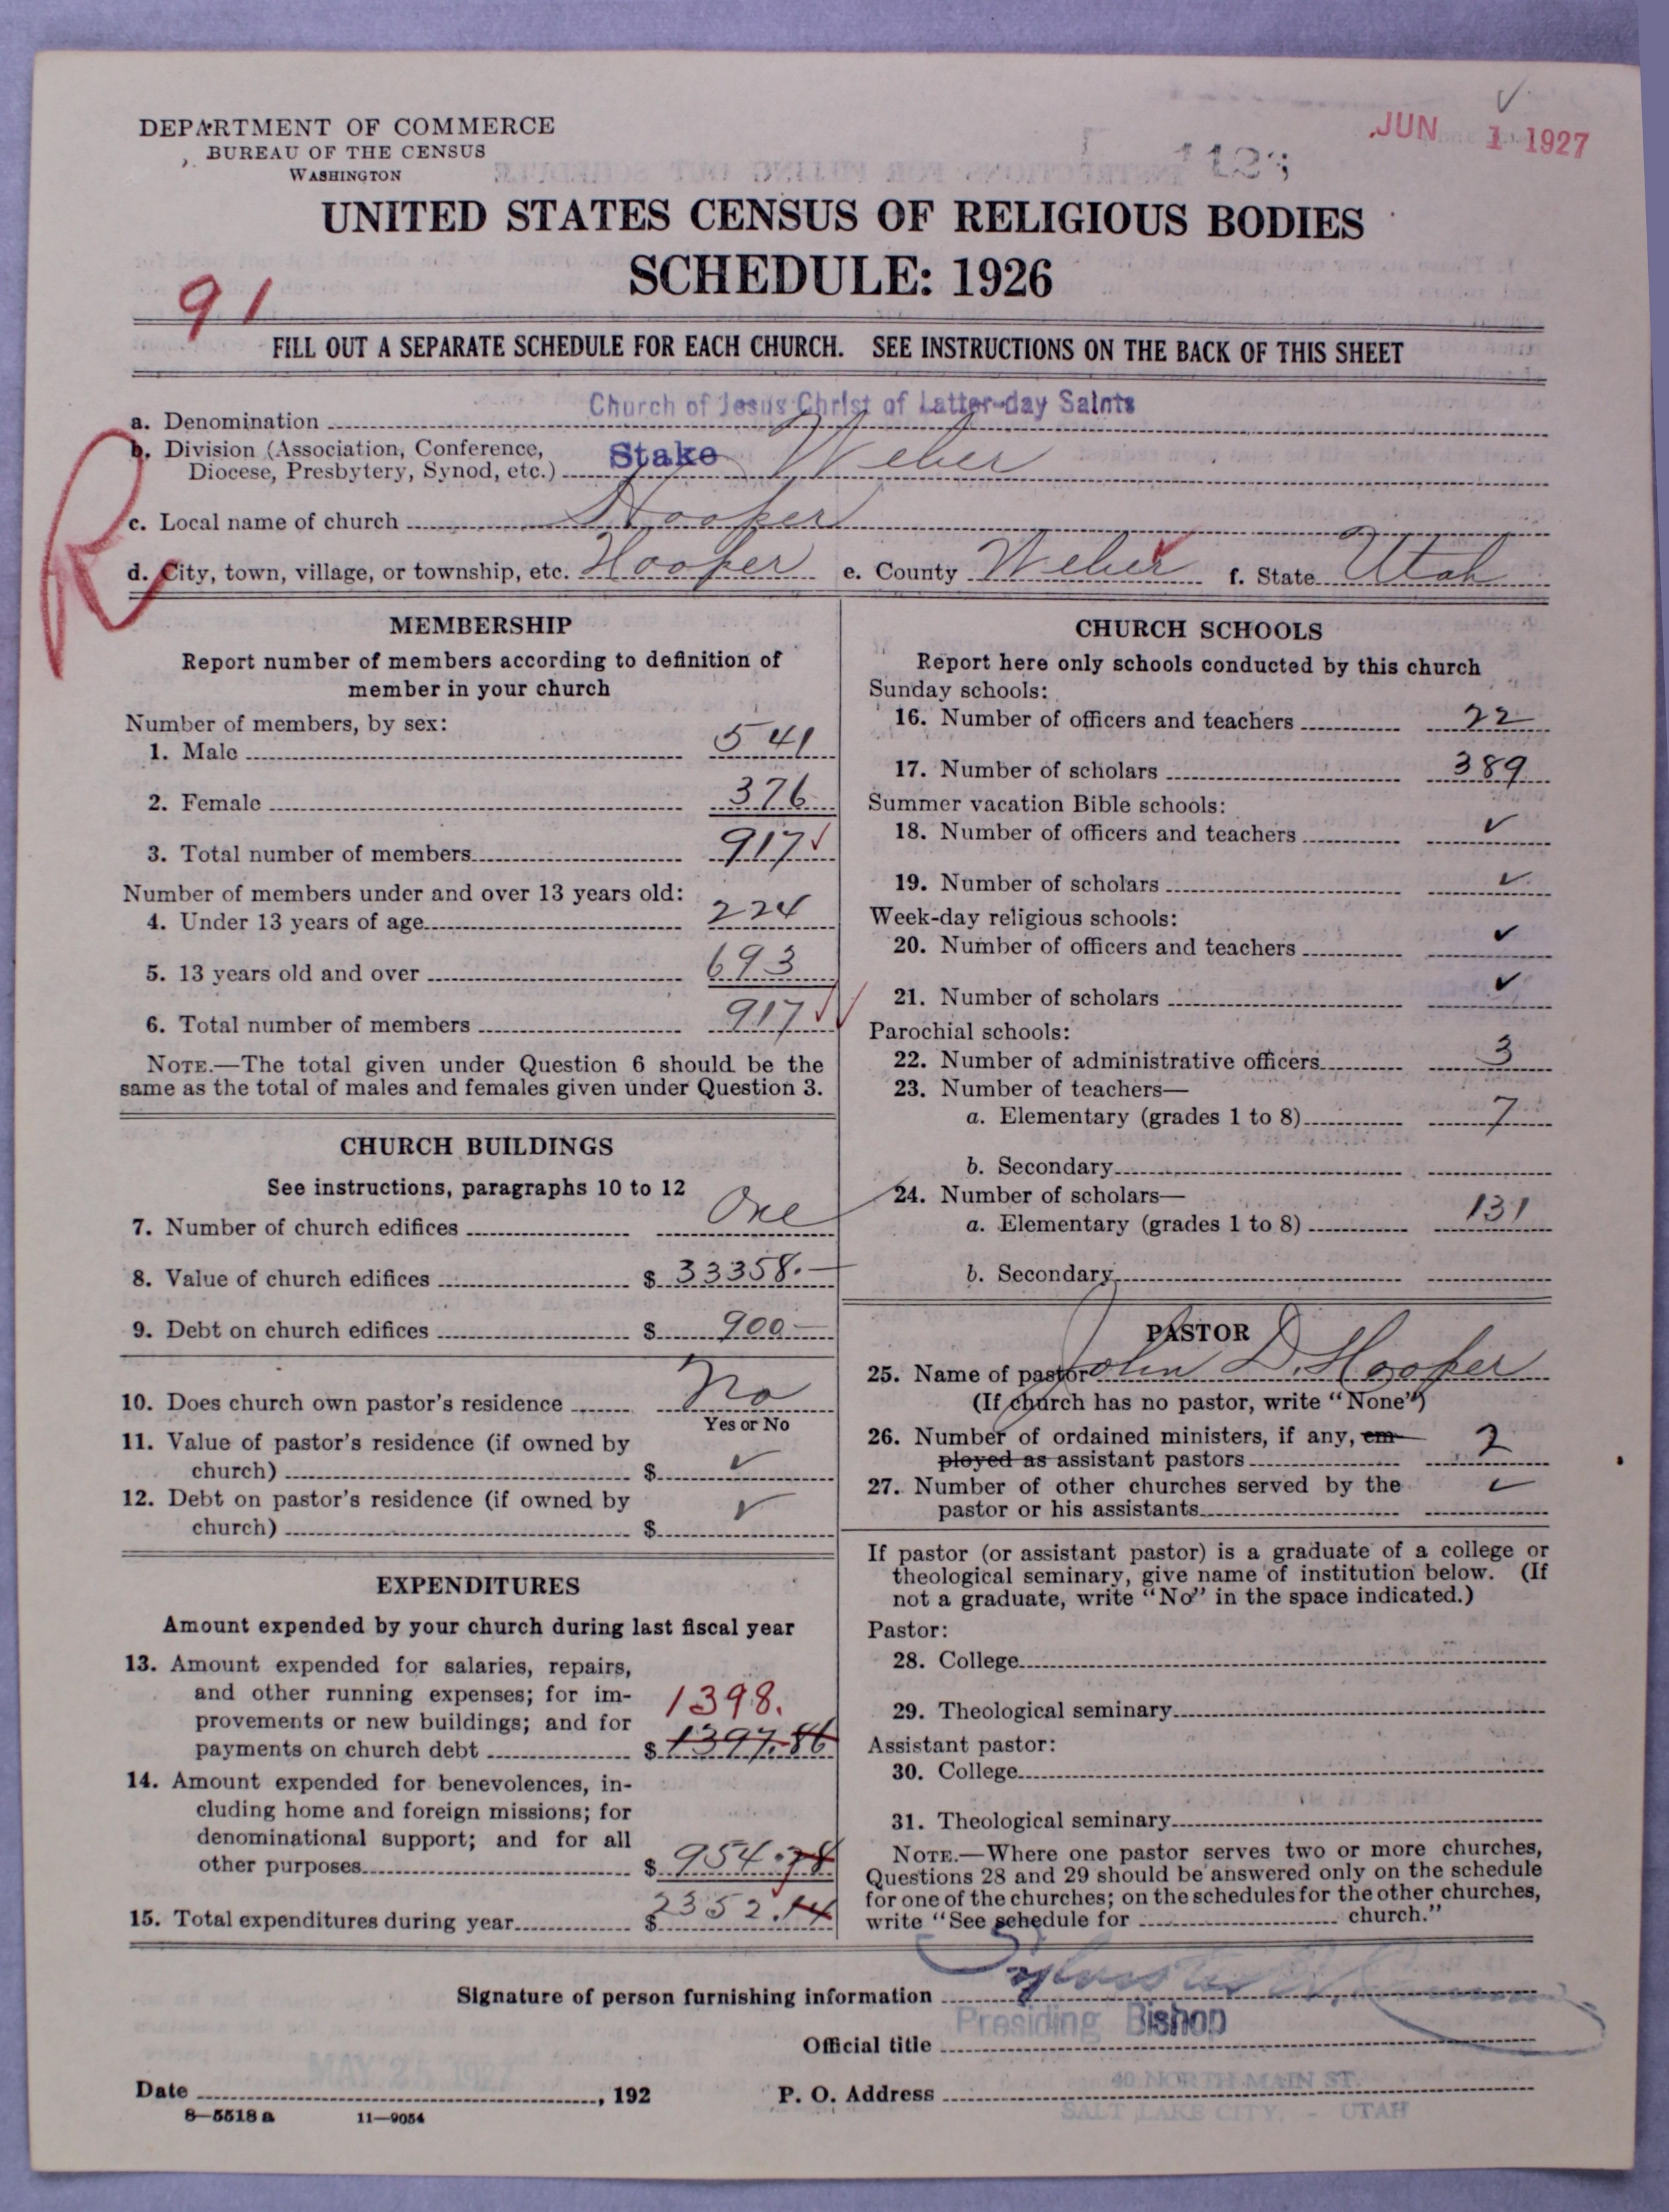 JUN 1 1927
DEPARTMENT OF COMMERCE
BUREAU OF THE CENSUS
WASHINGTON
UNITED STATES CENSUS OF RELIGIOUS BODIES
SCHEDULE: 1926
91
FILL OUT A SEPARATE SCHEDULE FOR EACH CHURCH. SEE INSTRUCTIONS ON THE BACK OF THIS SHEET
a. Denomination Church of Jesus Christ of Latter-day Saints
b. Division (Association, Conference,
Diocese, Presbytery, Synod, etc.) Stake Weber
c. Local name of church Hooper
d. City, town, village, or township, etc. Hooper e. County Weber f. State Utah
R
MEMBERSHIP
Report number of members according to definition of
member in your church
Number of members, by sex:
1. Male 541
2. Female 376
3. Total number of members 917
Number of members under and over 13 years old:
4. Under 13 years of age 224
5. 13 years old and over 693
6. Total number of members 917
NOTE.—The total given under Question 6 should be the
same as the total of males and females given under Question 3.
CHURCH BUILDINGS
See instructions, paragraphs 10 to 12
7. Number of church edifices One
8. Value of church edifices $ 33358.—
9. Debt on church edifices $ 900—
10. Does church own pastor's residence No
Yes or No
11. Value of pastor's residence (if owned by
church) $ ✓
12. Debt on pastor's residence (if owned by
church) $ ✓
EXPENDITURES
Amount expended by your church during last fiscal year
13. Amount expended for salaries, repairs,
and other running expenses; for im-
provements or new buildings; and for
payments on church debt $ 1397.86
1398.
14. Amount expended for benevolences, in-
cluding home and foreign missions; for
denominational support; and for all
other purposes $ 954.28
15. Total expenditures during year $ 2352.14
CHURCH SCHOOLS
Report here only schools conducted by this church
Sunday schools:
16. Number of officers and teachers 22
17. Number of scholars 389
Summer vacation Bible schools:
18. Number of officers and teachers ✓
19. Number of scholars ✓
Week-day religious schools:
20. Number of officers and teachers ✓
21. Number of scholars ✓
Parochial schools:
22. Number of administrative officers 3
23. Number of teachers—
a. Elementary (grades 1 to 8) 7
b. Secondary
24. Number of scholars—
a. Elementary (grades 1 to 8) 131
b. Secondary
PASTOR
25. Name of pastor John D. Hooper
(If church has no pastor, write "None")
26. Number of ordained ministers, if any, em-
ployed as assistant pastors 2
27. Number of other churches served by the
pastor or his assistants ✓
If pastor (or assistant pastor) is a graduate of a college or
theological seminary, give name of institution below. (If
not a graduate, write "No" in the space indicated.)
Pastor:
28. College
29. Theological seminary
Assistant pastor:
30. College
31. Theological seminary
NOTE.—Where one pastor serves two or more churches,
Questions 28 and 29 should be answered only on the schedule
for one of the churches; on the schedules for the other churches,
write "See schedule for church."
Signature of person furnishing information
Official title Presiding Bishop
Date MAY 25 1927, 192
P. O. Address 40 NORTH MAIN ST.
SALT LAKE CITY, - UTAH
8—5518 a 11—9054